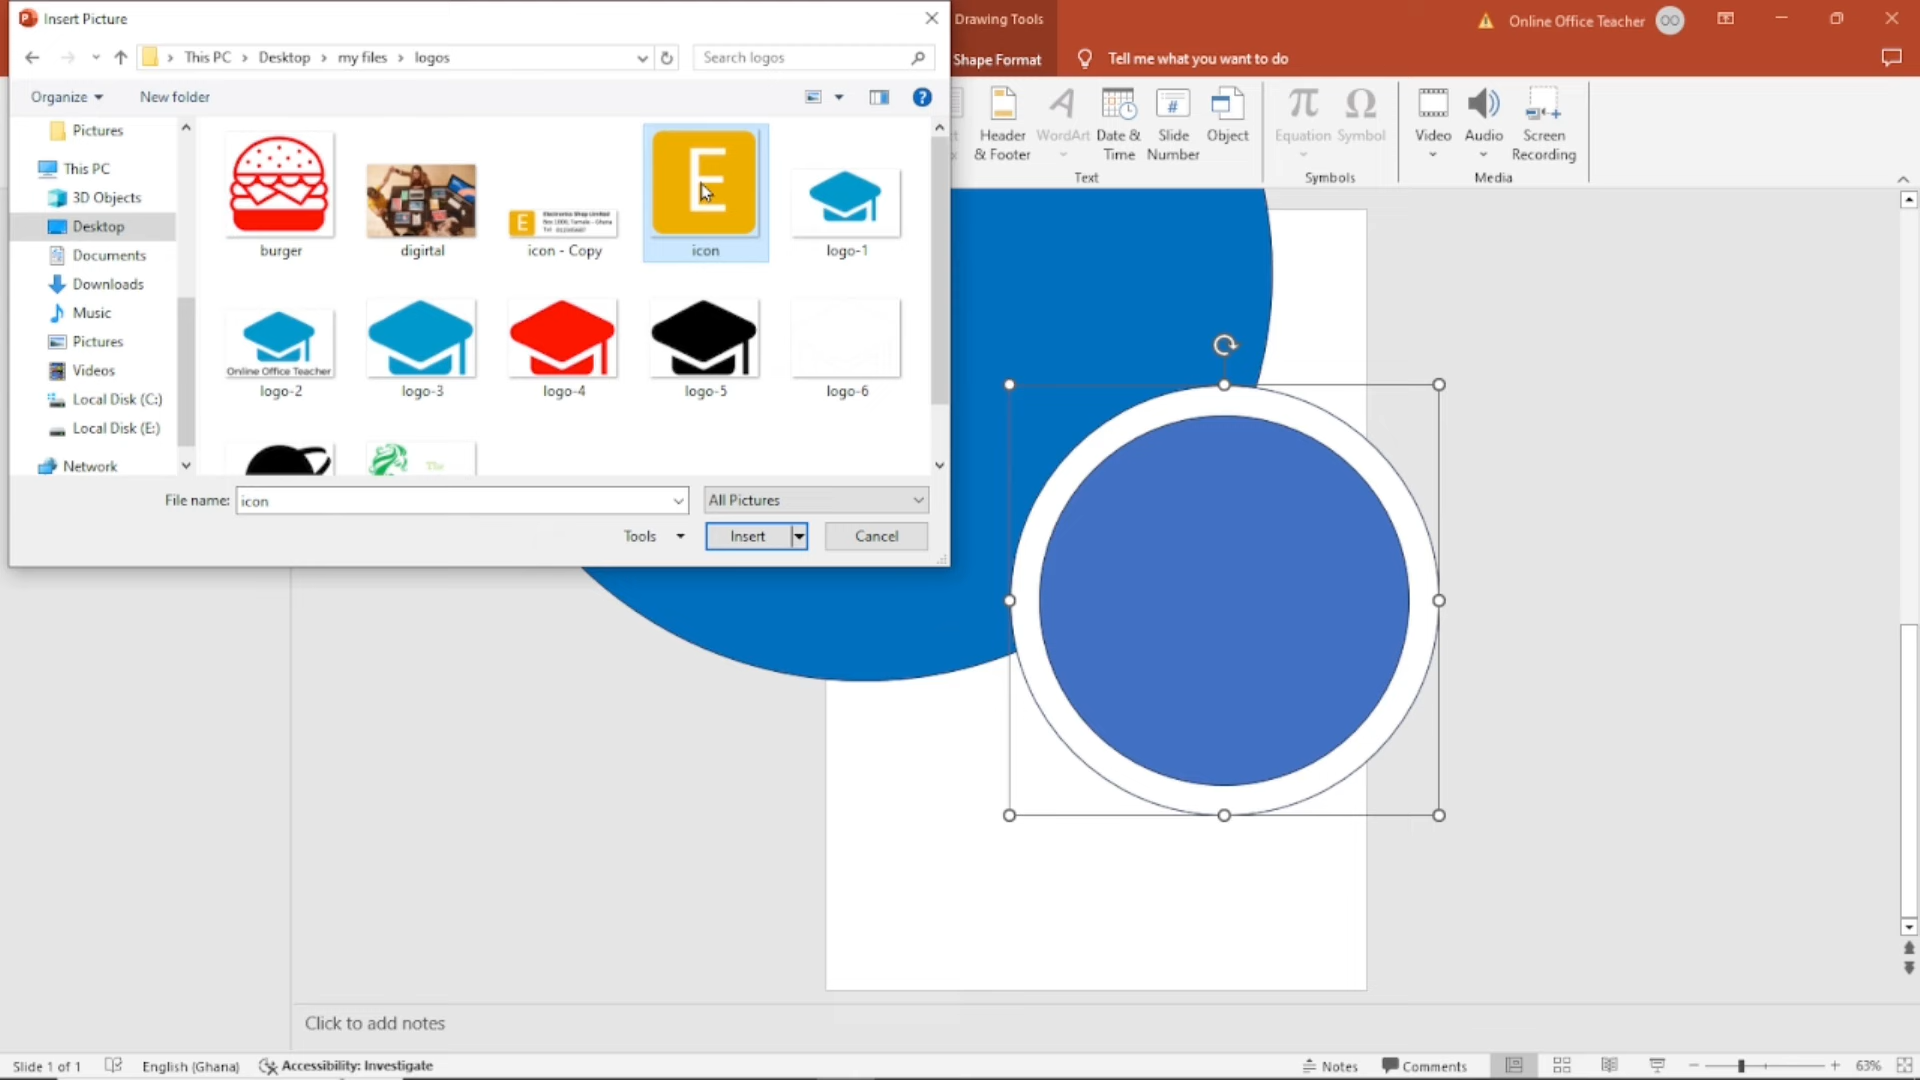 Insert Picture
This PC
Desktop
my files
logos
Search logos
Organize
New folder
Pictures
This PC
3D Objects
Desktop
Documents
Downloads
Music
Pictures
Videos
Local Disk (C:)
Local Disk (E:)
Network
E
E
Electronics Shop Limited
burger
digirtal
icon - Copy
icon
logo-1
Online Office Teacher
logo-2
logo-3
logo-4
logo-5
logo-6
The
File name:
icon
All Pictures
Tools
Insert
Cancel
Drawing Tools
Online Office Teacher
OO
Shape Format
Tell me what you want to do
Header
& Footer
WordArt
Date &
Time
Slide
Number
Object
Equation
Symbol
Video
Audio
Screen
Recording
Text
Symbols
Media
Click to add notes
Slide 1 of 1
English (Ghana)
Accessibility: Investigate
Notes
Comments
63%